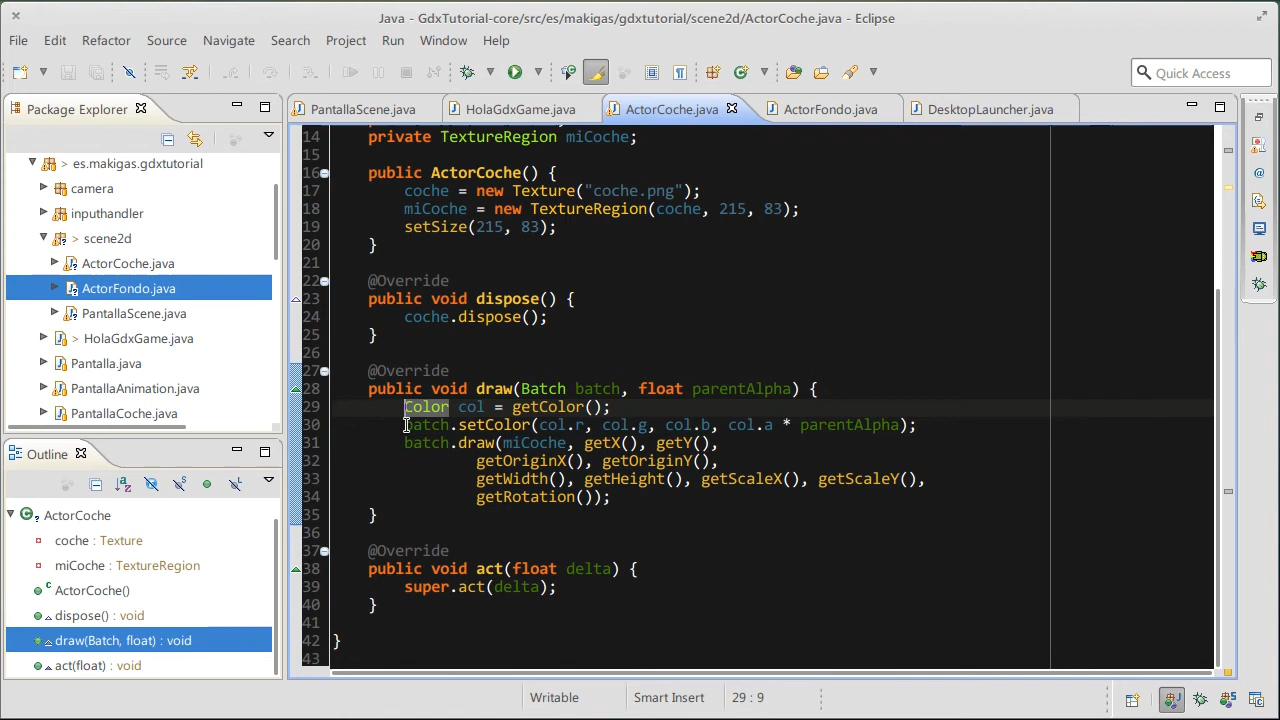 Java - GdxTutorial-core/src/es/makigas/gdxtutorial/scene2d/ActorCoche.java - Eclipse
File Edit Refactor Source Navigate Search Project Run Window Help
Quick Access
Package Explorer
PantallaScene.java HolaGdxGame.java ActorCoche.java ActorFondo.java DesktopLauncher.java
> es.makigas.gdxtutorial
camera
inputhandler
> scene2d
ActorCoche.java
ActorFondo.java
PantallaScene.java
> HolaGdxGame.java
Pantalla.java
PantallaAnimation.java
PantallaCoche.java
Outline
ActorCoche
coche : Texture
miCoche : TextureRegion
ActorCoche()
dispose() : void
draw(Batch, float) : void
act(float) : void
14 private TextureRegion miCoche;
15
16 public ActorCoche() {
17 coche = new Texture("coche.png");
18 miCoche = new TextureRegion(coche, 215, 83);
19 setSize(215, 83);
20 }
21
22 @Override
23 public void dispose() {
24 coche.dispose();
25 }
26
27 @Override
28 public void draw(Batch batch, float parentAlpha) {
29 Color col = getColor();
30 batch.setColor(col.r, col.g, col.b, col.a * parentAlpha);
31 batch.draw(miCoche, getX(), getY(),
32 getOriginX(), getOriginY(),
33 getWidth(), getHeight(), getScaleX(), getScaleY(),
34 getRotation());
35 }
36
37 @Override
38 public void act(float delta) {
39 super.act(delta);
40 }
41
42 }
43
Writable Smart Insert 29 : 9